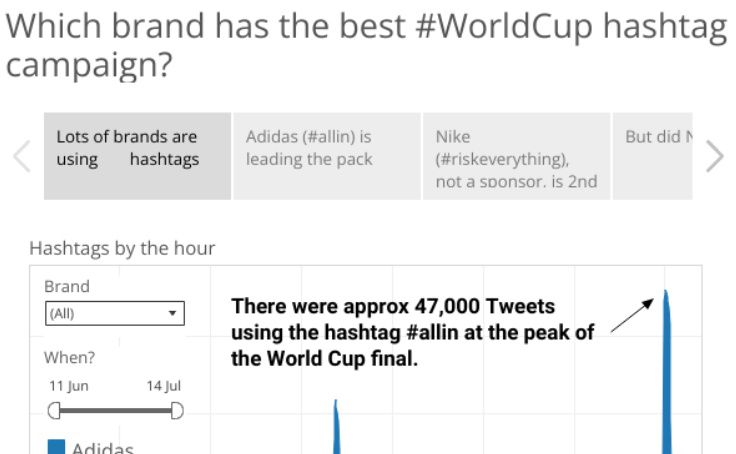 Which brand has the best #WorldCup hashtag
campaign?
Lots of brands are
using hashtags
Adidas (#allin) is
leading the pack
Nike
(#riskeverything),
not a sponsor, is 2nd
But did
Hashtags by the hour
Brand
(All)
When?
11 Jun 14 Jul
There were approx 47,000 Tweets
using the hashtag #allin at the peak of
the World Cup final.
Adidas